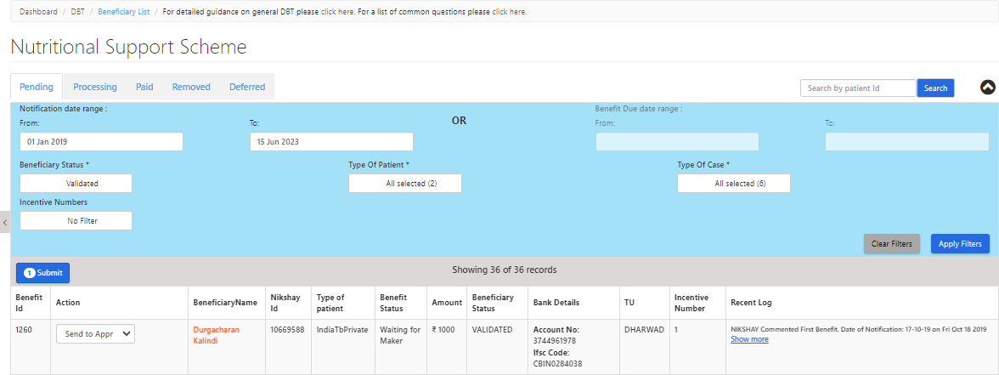 Dashboard / DBT / Beneficiary List / For detailed guidance on general DBT please click here. For a list of common questions please click here.
Nutritional Support Scheme
Pending Processing Paid Removed Deferred Search by patient Id Search
Notification date range : OR Benefit Due date range :
From: To: From: To:
01 Jan 2019 15 Jun 2023
Beneficiary Status * Type Of Patient * Type Of Case *
Validated All selected (2) All selected (6)
Incentive Numbers
No Filter
Clear Filters Apply Filters
1 Submit Showing 36 of 36 records
Benefit Id Action BeneficiaryName Nikshay Id Type of patient Benefit Status Amount Beneficiary Status Bank Details TU Incentive Number Recent Log
1260 Send to Appr Durgacharan Kalindi 10669588 IndiaTbPrivate Waiting for Maker ₹ 1000 VALIDATED Account No: 3744961978 Ifsc Code: CBIN0284038 DHARWAD 1 NIKSHAY Commented First Benefit. Date of Notification: 17-10-19 on Fri Oct 18 2019
Show more